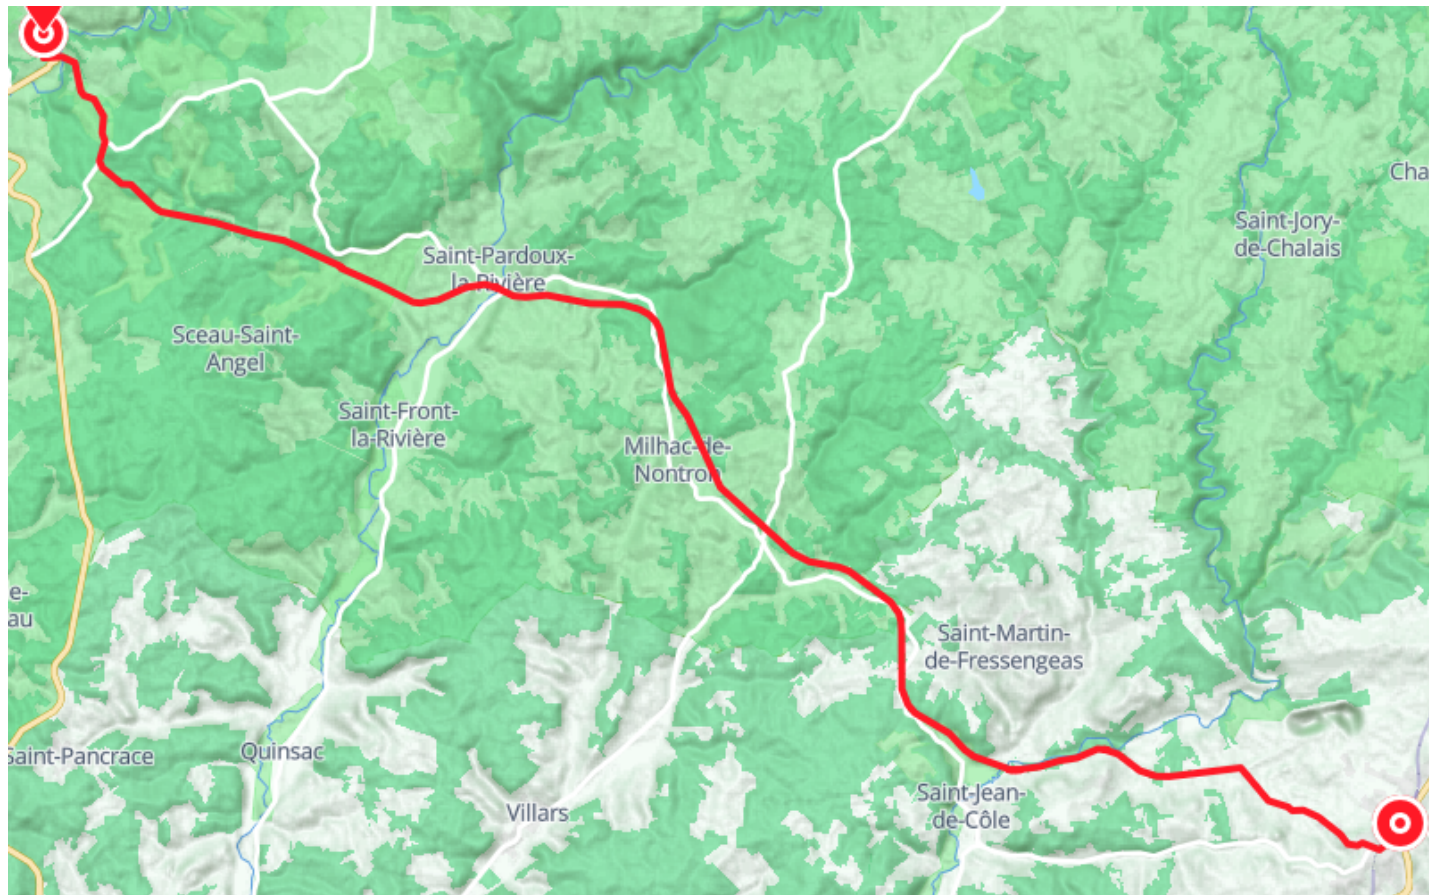 Cha
Saint-Jory-
de-Chalais
Saint-Pardoux-
la-Rivière
Sceau-Saint-
Angel
Saint-Front-
la-Rivière
Milhac-de-
Nontron
e-
au
Saint-Martin-
de-Fressengeas
Saint-Pancrace
Quinsac
Villars
Saint-Jean-
de-Côle